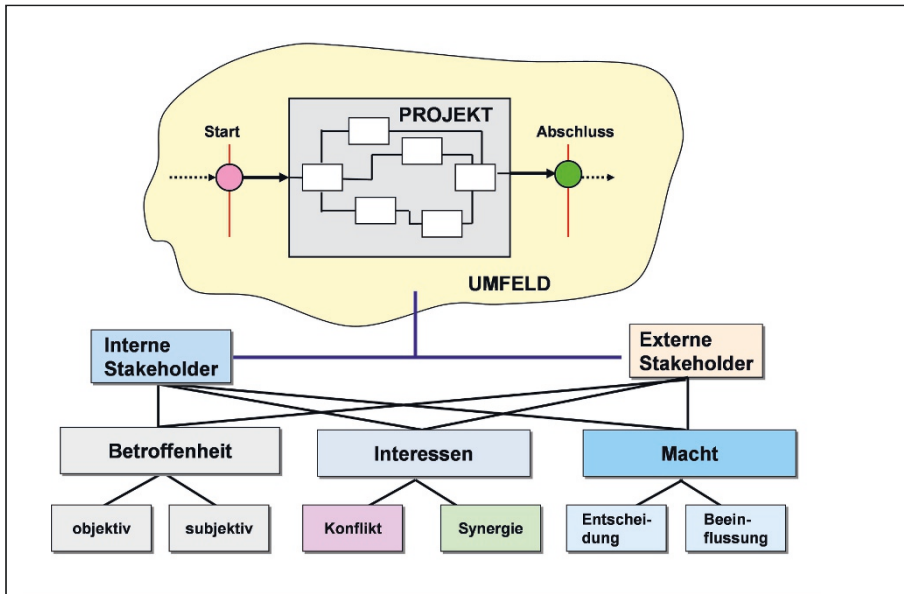 PROJEKT
Start
Abschluss
UMFELD
Interne
Stakeholder
Externe
Stakeholder
Betroffenheit
Interessen
Macht
objektiv
subjektiv
Konflikt
Synergie
Entschei-
dung
Beein-
flussung